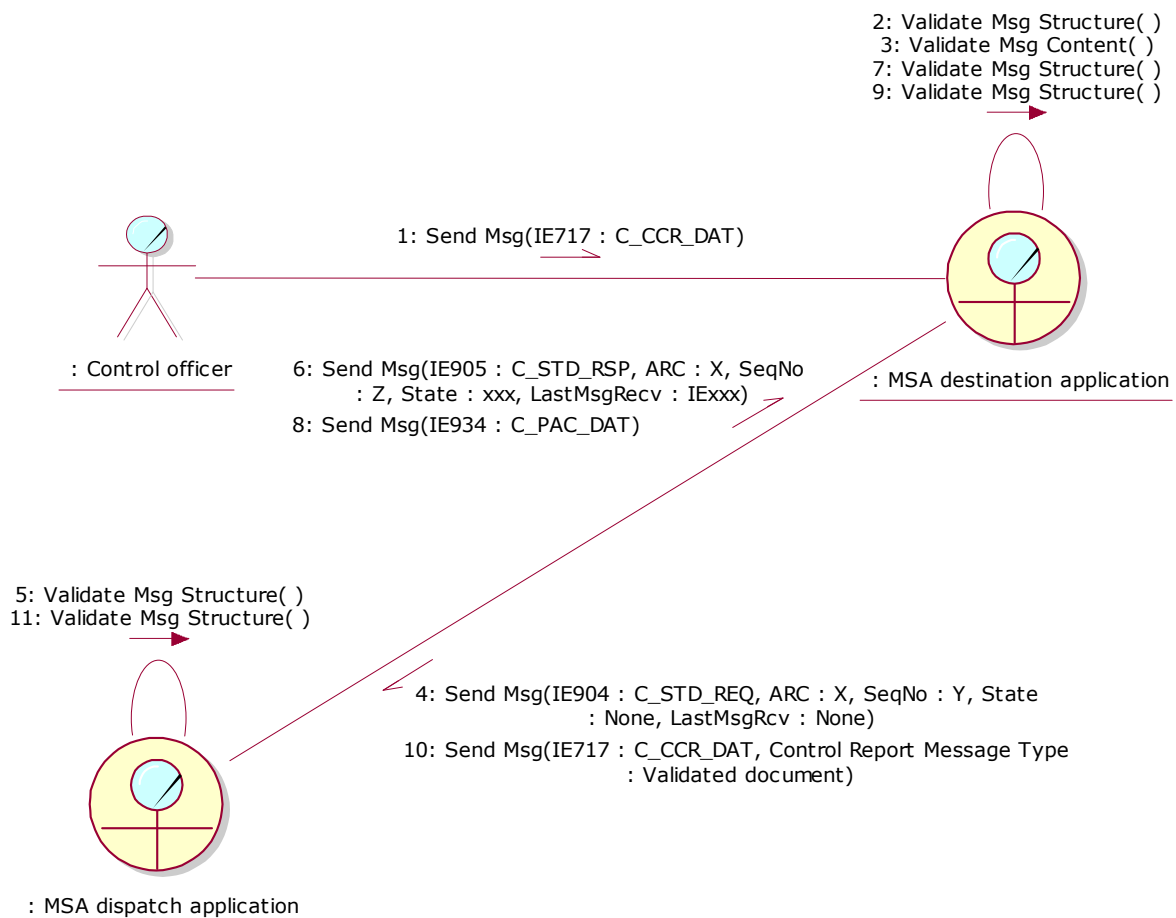 2: Validate Msg Structure( )
3: Validate Msg Content( )
7: Validate Msg Structure( )
9: Validate Msg Structure( )
1: Send Msg(IE717 : C_CCR_DAT)
: Control officer
6: Send Msg(IE905 : C_STD_RSP, ARC : X, SeqNo
: Z, State : xxx, LastMsgRecv : IExxx)
8: Send Msg(IE934 : C_PAC_DAT)
: MSA destination application
5: Validate Msg Structure( )
11: Validate Msg Structure( )
4: Send Msg(IE904 : C_STD_REQ, ARC : X, SeqNo : Y, State
: None, LastMsgRcv : None)
10: Send Msg(IE717 : C_CCR_DAT, Control Report Message Type
: Validated document)
: MSA dispatch application